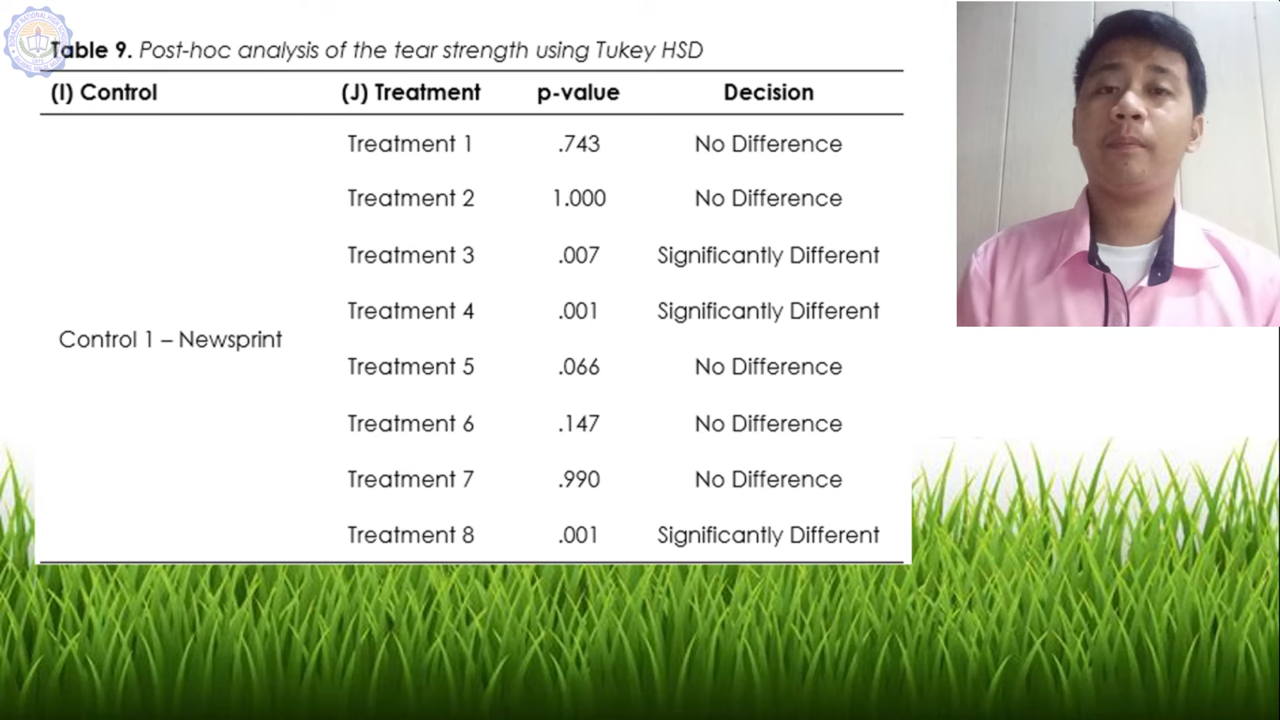 Table 9. Post-hoc analysis of the tear strength using Tukey HSD
(I) Control (J) Treatment p-value Decision
Treatment 1 .743 No Difference
Treatment 2 1.000 No Difference
Treatment 3 .007 Significantly Different
Treatment 4 .001 Significantly Different
Control 1 – Newsprint
Treatment 5 .066 No Difference
Treatment 6 .147 No Difference
Treatment 7 .990 No Difference
Treatment 8 .001 Significantly Different